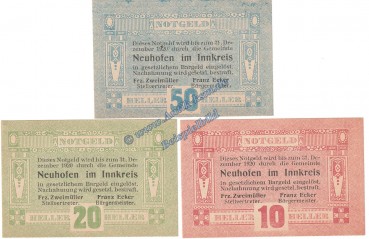 NOTGELD
Dieses Notgeld wird bis zum 31. De-
zember 1920 durch die Gemeinde
Neuhofen im Innkreis
in gesetzlichem Bargeld eingelöst.
Nachahmung wird gesetzl. bestraft.
Frz. Zweimüller Franz Ecker
Stellvertreter. Bürgermeister.
HELLER 50 HELLER
NOTGELD
Dieses Notgeld wird bis zum 31. De-
zember 1920 durch die Gemeinde
Neuhofen im Innkreis
in gesetzlichem Bargeld eingelöst.
Nachahmung wird gesetzl. bestraft.
Frz. Zweimüller Franz Ecker
Stellvertreter. Bürgermeister.
HELLER 20 HELLER
NOTGELD
Dieses Notgeld wird bis zum 31. De-
zember 1920 durch die Gemeinde
Neuhofen im Innkreis
in gesetzlichem Bargeld eingelöst.
Nachahmung wird gesetzl. bestraft.
Frz. Zweimüller Franz Ecker
Stellvertreter. Bürgermeister.
HELLER 10 HELLER